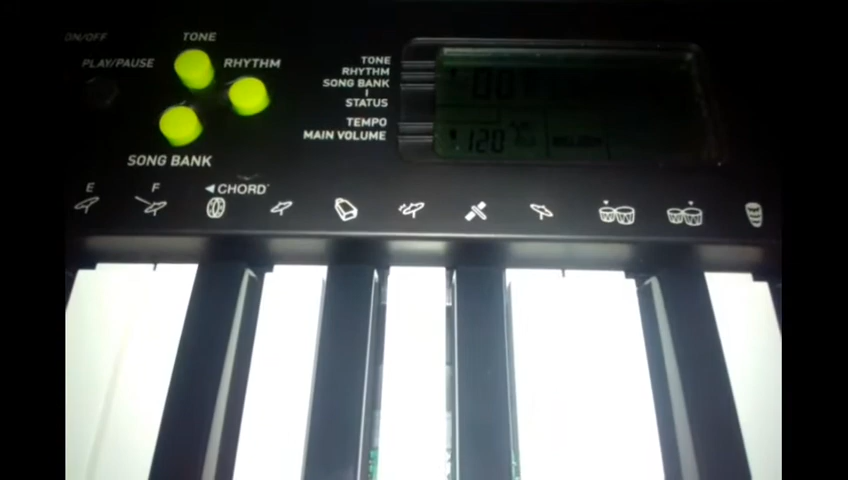 ON/OFF
TONE
PLAY/PAUSE
RHYTHM
SONG BANK
TONE
RHYTHM
SONG BANK
STATUS
TEMPO
MAIN VOLUME
120
E
F
◀CHORD